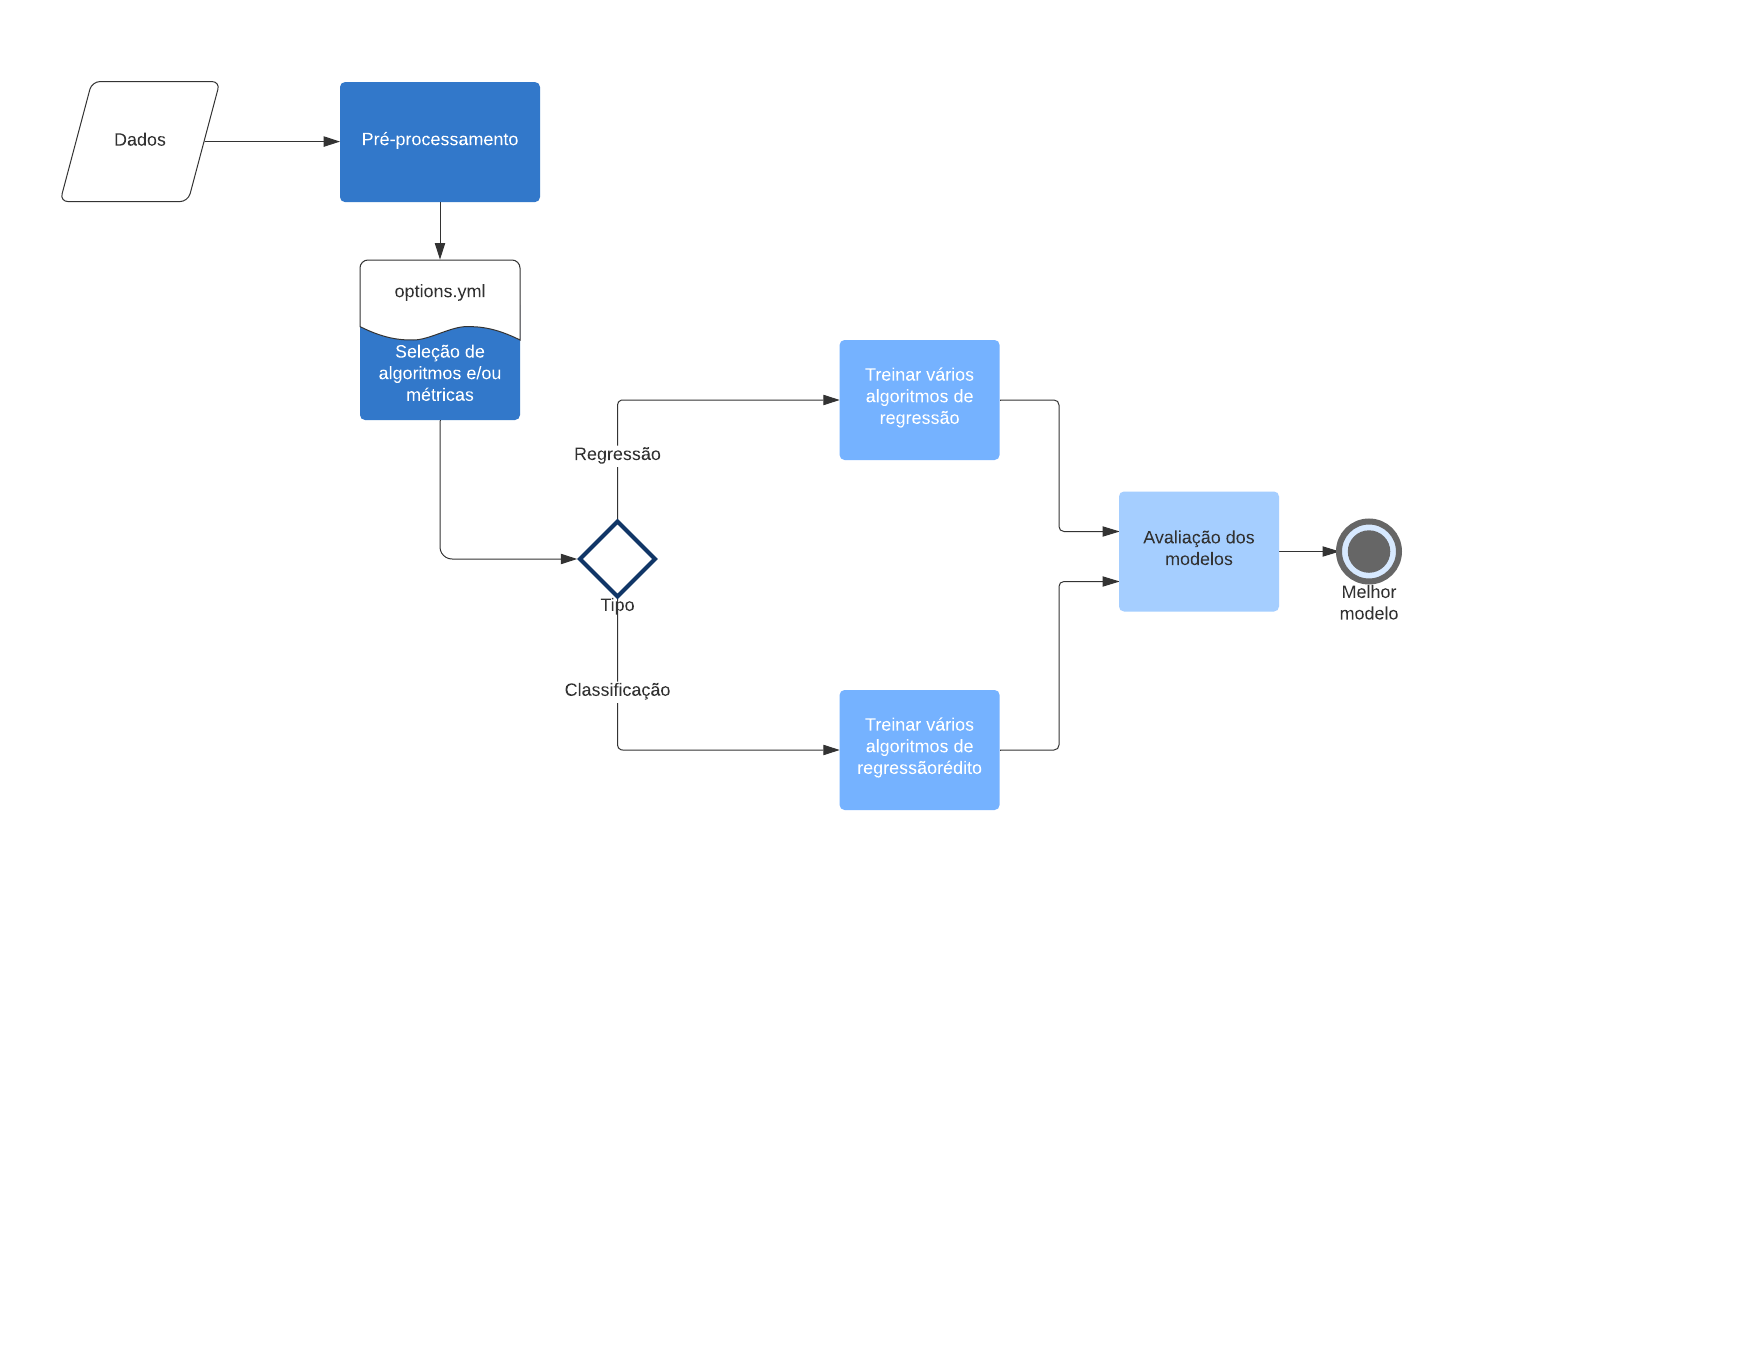 Dados
Pré-processamento
options.yml
Seleção de
algoritmos e/ou
métricas
Regressão
Tipo
Classificação
Treinar vários
algoritmos de
regressão
Treinar vários
algoritmos de
regressãorédito
Avaliação dos
modelos
Melhor
modelo